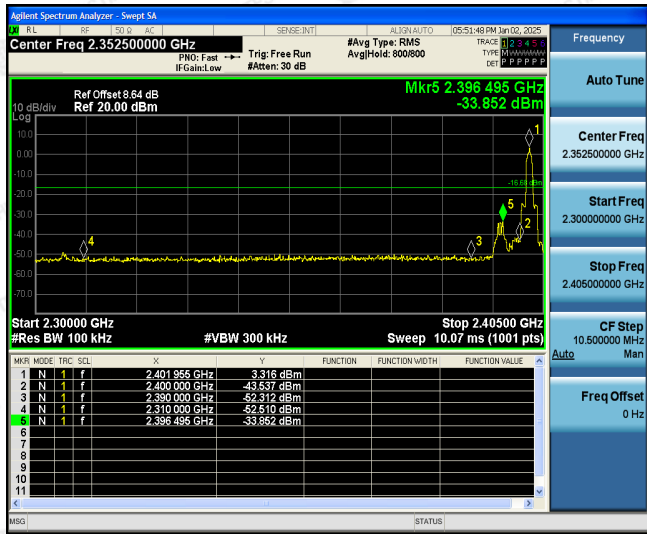 Agilent Spectrum Analyzer - Swept SA
RL RF 50 Ω AC SENSE:INT ALIGN AUTO 05:51:48 PM Jan 02, 2025
Center Freq 2.352500000 GHz #Avg Type: RMS TRACE 1 2 3 4 5 6
PNO: Fast Trig: Free Run Avg|Hold: 800/800 TYPE MWWWWW
IFGain:Low #Atten: 30 dB DET P P P P P P
Mkr5 2.396 495 GHz
Ref Offset 8.64 dB
10 dB/div Ref 20.00 dBm -33.852 dBm
Log
10.0
0.00
-10.0
-20.0
-30.0
-40.0
-50.0
-60.0
-70.0
1
-16.68 dBm
5
2
3
4
Start 2.30000 GHz Stop 2.40500 GHz
#Res BW 100 kHz #VBW 300 kHz Sweep 10.07 ms (1001 pts)
MKR MODE TRC SCL X Y FUNCTION FUNCTION WIDTH FUNCTION VALUE
1 N 1 f 2.401 955 GHz 3.316 dBm
2 N 1 f 2.400 000 GHz -43.537 dBm
3 N 1 f 2.390 000 GHz -52.312 dBm
4 N 1 f 2.310 000 GHz -52.510 dBm
5 N 1 f 2.396 495 GHz -33.852 dBm
6
7
8
9
10
11
MSG STATUS
Frequency
Auto Tune
Center Freq
2.352500000 GHz
Start Freq
2.300000000 GHz
Stop Freq
2.405000000 GHz
CF Step
10.500000 MHz
Auto Man
Freq Offset
0 Hz